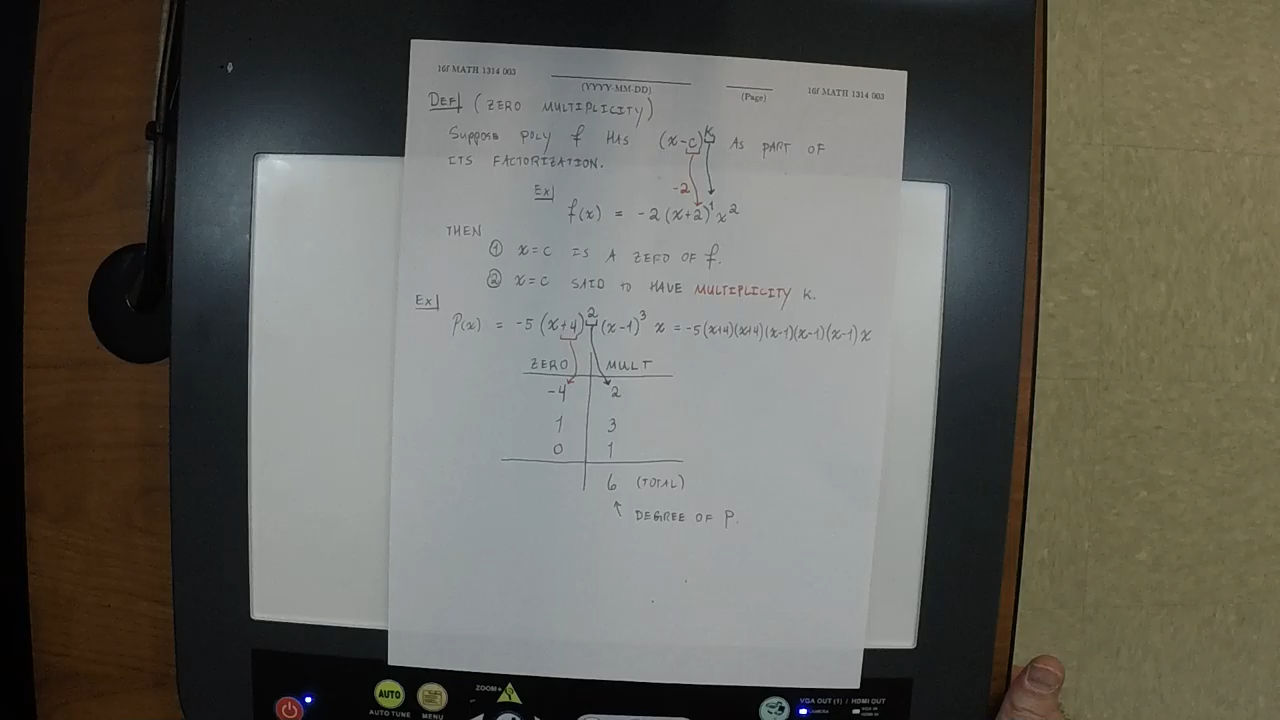 16f MATH 1314 003
(YYYY-MM-DD)
(Page)
16f MATH 1314 003
DEF (ZERO MULTIPLICITY)
SUPPOSE POLY f HAS (x-c)^K AS PART OF
ITS FACTORIZATION.
-2
EX f(x) = -2(x+2)^1 x^2
THEN
① x=c IS A ZERO OF f.
② x=c SAID TO HAVE MULTIPLICITY K.
EX
P(x) = -5(x+4)^2(x-1)^3 x = -5(x+4)(x+4)(x-1)(x-1)(x-1)x
ZERO MULT
-4 2
1 3
0 1
6 (TOTAL)
↑ DEGREE OF P.
AUTO
AUTO TUNE
MENU
ZOOM+
VGA OUT (1) / HDMI OUT